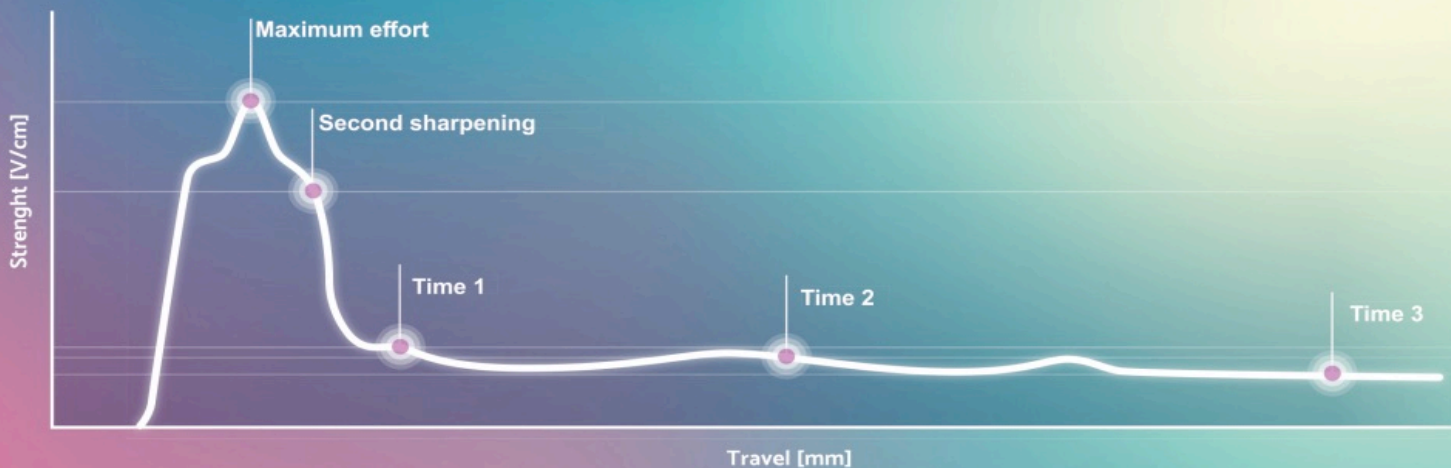 Maximum effort
Second sharpening
Strenght [V/cm]
Time 1
Time 2
Time 3
Travel [mm]